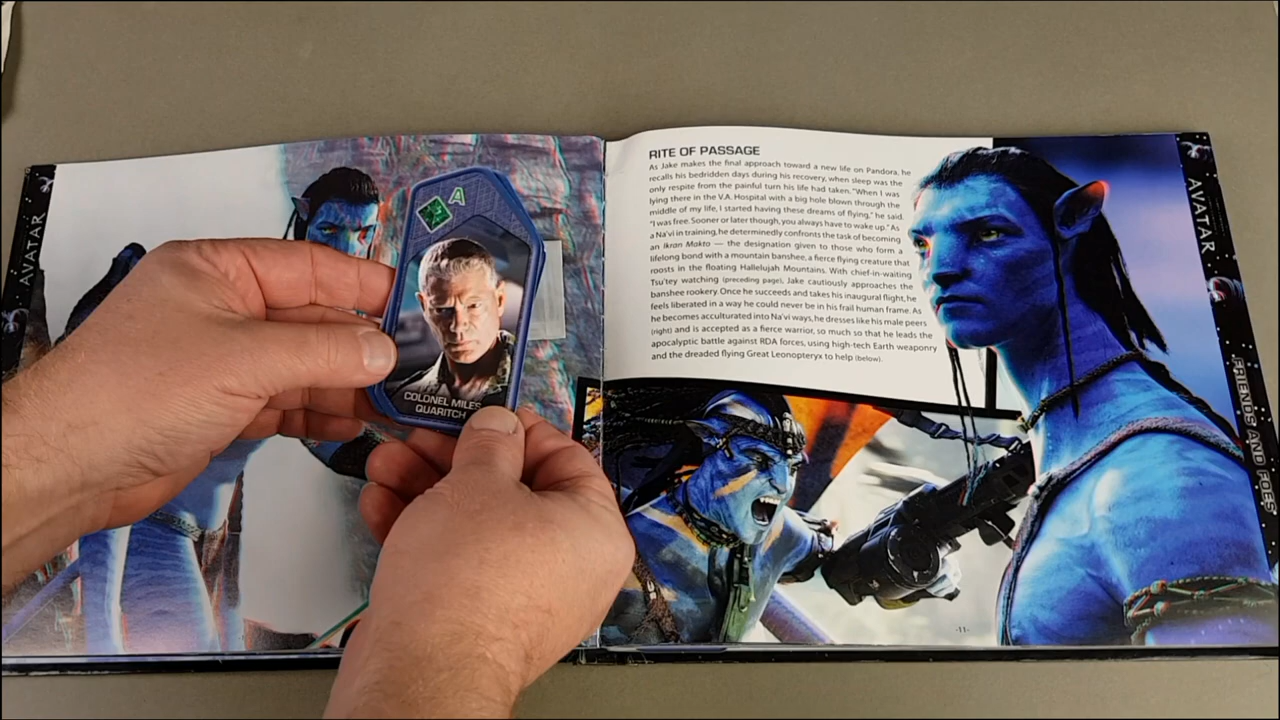 AVATAR
A
COLONEL MILES
QUARITCH
RITE OF PASSAGE
As Jake makes the final approach toward a new life on Pandora, he
recalls his bedridden days during his recovery, when sleep was the
only respite from the painful turn his life had taken. "When I was
lying there in the V.A. Hospital with a big hole blown through the
middle of my life, I started having these dreams of flying," he said.
"I was free. Sooner or later though, you always have to wake up." As
a Na'vi in training, he determinedly confronts the task of becoming
an Ikran Makto — the designation given to those who form a
lifelong bond with a mountain banshee, a fierce flying creature that
roosts in the floating Hallelujah Mountains. With chief-in-waiting
Tsu'tey watching (preceding page), Jake cautiously approaches the
banshee rookery. Once he succeeds and takes his inaugural flight, he
feels liberated in a way he could never be in his frail human frame. As
he becomes acculturated into Na'vi ways, he dresses like his male peers
(right) and is accepted as a fierce warrior, so much so that he leads the
apocalyptic battle against RDA forces, using high-tech Earth weaponry
and the dreaded flying Great Leonopteryx to help (below).
-11-
AVATAR
FRIENDS AND FOES